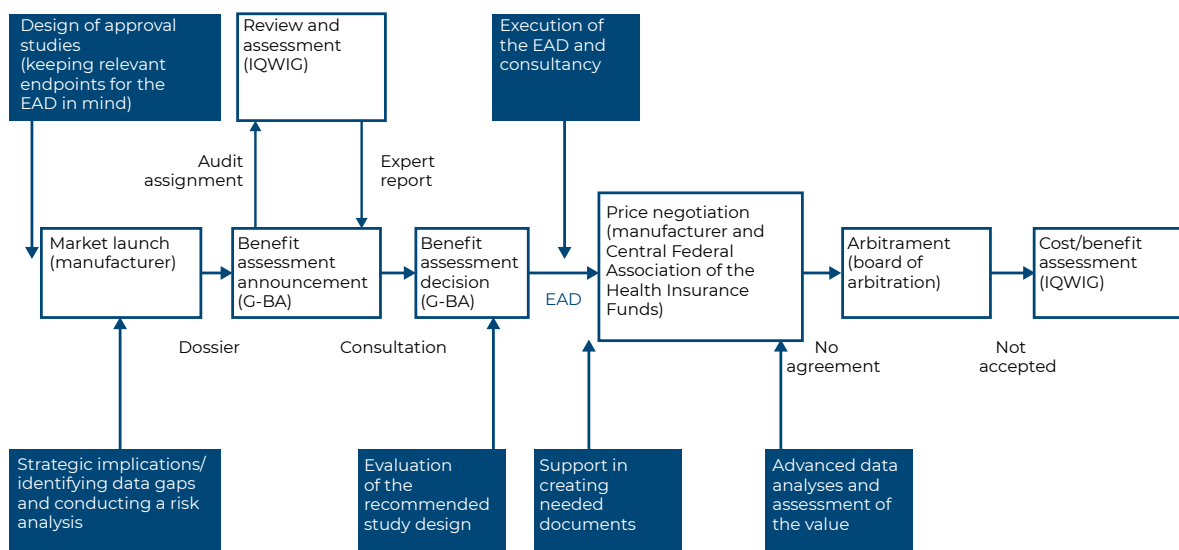 Design of approval
studies
(keeping relevant
endpoints for the
EAD in mind)
Review and
assessment
(IQWIG)
Execution of
the EAD and
consultancy
Audit
assignment
Expert
report
Market launch
(manufacturer)
Benefit
assessment
announcement
(G-BA)
Benefit
assessment
decision
(G-BA)
EAD
Price negotiation
(manufacturer and
Central Federal
Association of the
Health Insurance
Funds)
Arbitrament
(board of
arbitration)
Cost/benefit
assessment
(IQWIG)
Dossier
Consultation
No
agreement
Not
accepted
Strategic implications/
identifying data gaps
and conducting a risk
analysis
Evaluation
of the
recommended
study design
Support in
creating
needed
documents
Advanced data
analyses and
assessment of
the value